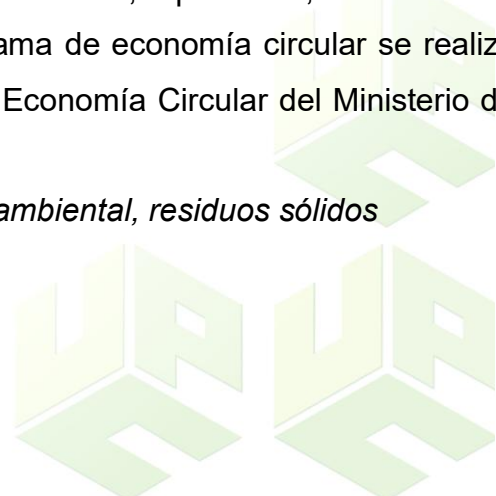 ama de economía circular se realiz
Economía Circular del Ministerio d
ambiental, residuos sólidos